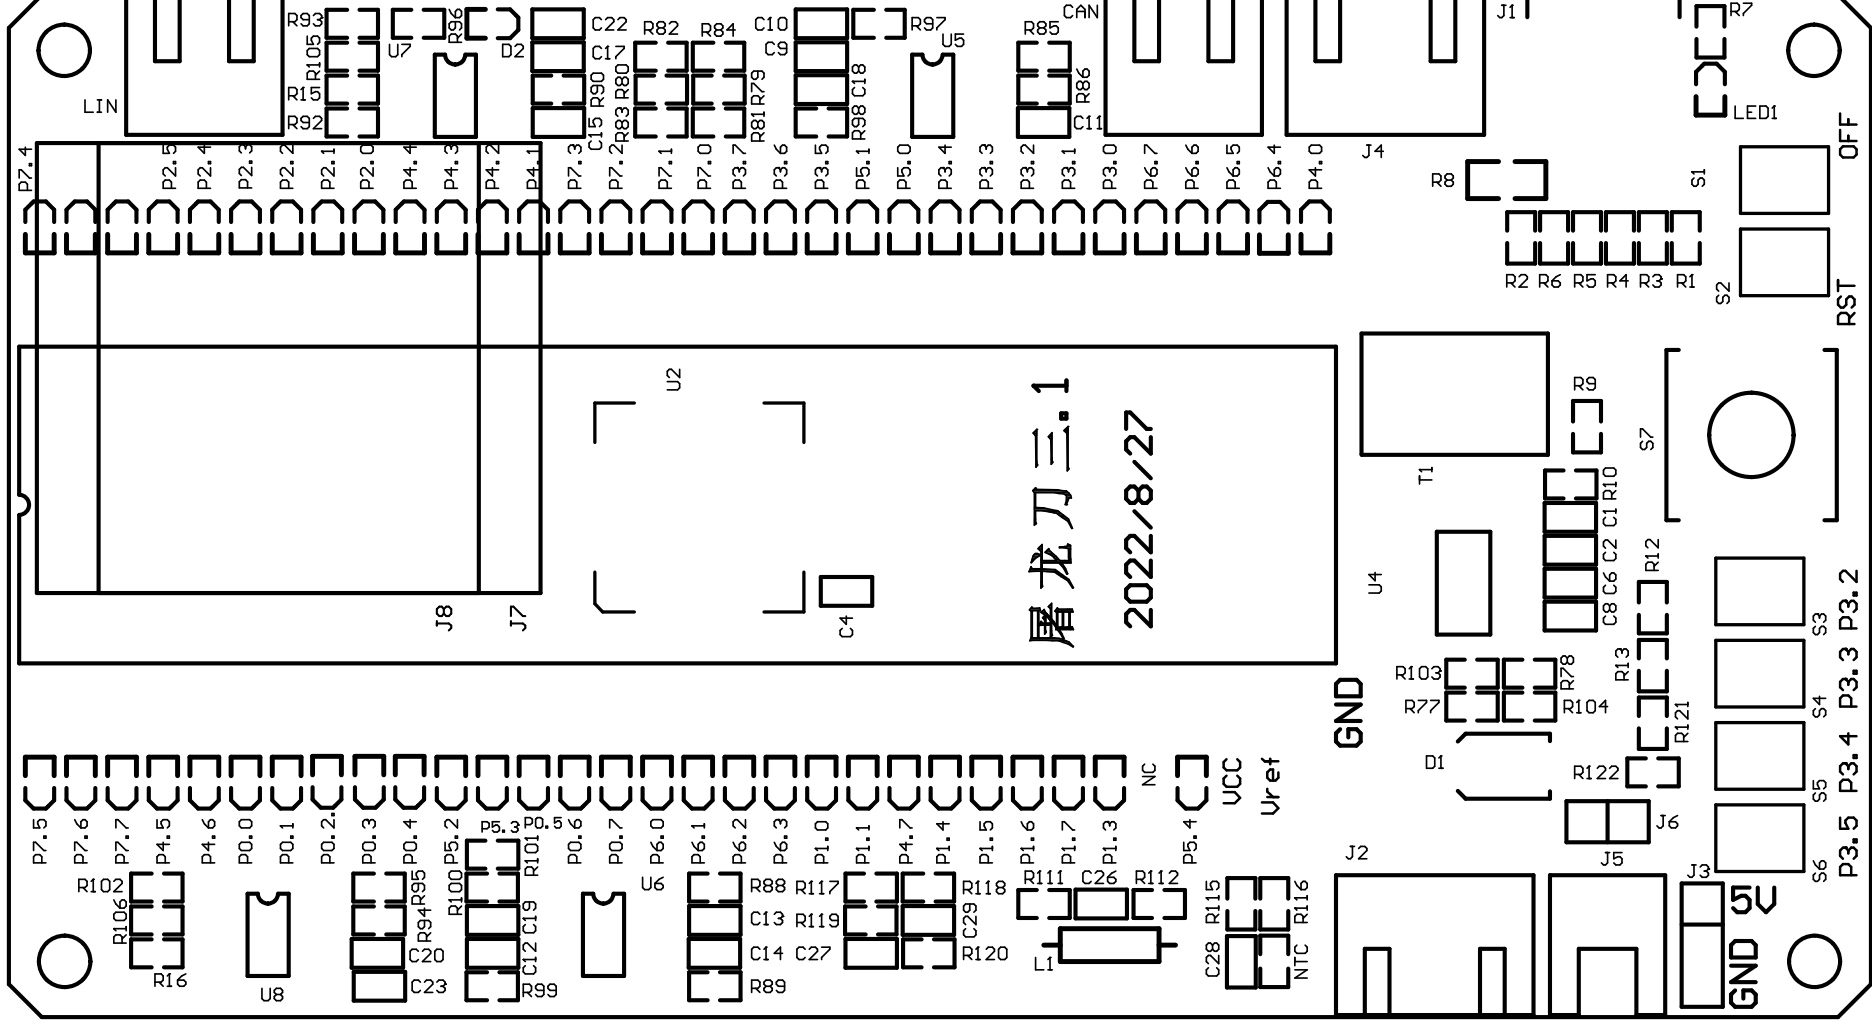 R93
R96
C22
R82
R84
C10
R97
CAN
R85
J1
R7
U7
D2
C17
C9
U5
R105
R15
R90
R80
R79
C18
R86
LIN
R92
C15
R83
R81
R98
C11
LED1
OFF
P7.4
P2.5
P2.4
P2.3
P2.2
P2.1
P2.0
P4.4
P4.3
P4.2
P4.1
P7.3
P7.2
P7.1
P7.0
P3.7
P3.6
P3.5
P5.1
P5.0
P3.4
P3.3
P3.2
P3.1
P3.0
P6.7
P6.6
P6.5
P6.4
P4.0
J4
R8
S1
R2
R6
R5
R4
R3
R1
S2
RST
U2
屠龙刀三.1
2022/8/27
R9
S7
T1
R10
C1
C2
C6
C8
R12
U4
J8
J7
C4
S3
P3.2
R103
R78
R13
R77
R104
S4
P3.3
GND
R121
D1
R122
S5
P3.4
NC
VCC
Vref
P7.5
P7.6
P7.7
P4.5
P4.6
P0.0
P0.1
P0.2
P0.3
P0.4
P5.2
P5.3
P0.5
P0.6
P0.7
P6.0
P6.1
P6.2
P6.3
P1.0
P1.1
P4.7
P1.4
P1.5
P1.6
P1.7
P1.3
P5.4
J6
J2
J5
J3
S6
P3.5
R101
R102
R95
R100
U6
R88
R117
R118
R111
C26
R112
R115
R116
5V
R106
R94
C19
C13
R119
C29
C20
C12
C14
C27
R120
L1
C28
NTC
GND
R16
U8
C23
R99
R89